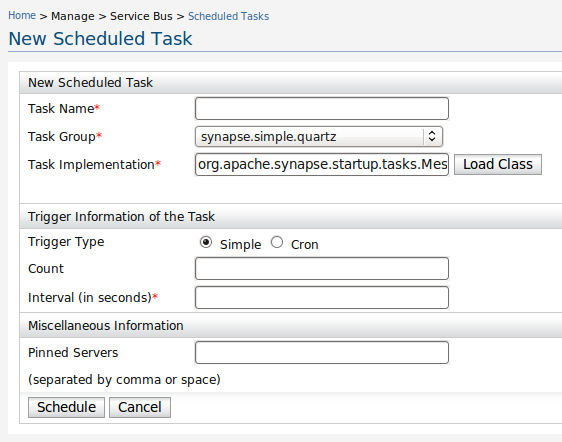 Home > Manage > Service Bus > Scheduled Tasks
New Scheduled Task
New Scheduled Task
Task Name*
Task Group* synapse.simple.quartz
Task Implementation* org.apache.synapse.startup.tasks.Mes Load Class
Trigger Information of the Task
Trigger Type Simple Cron
Count
Interval (in seconds)*
Miscellaneous Information
Pinned Servers
(separated by comma or space)
Schedule Cancel